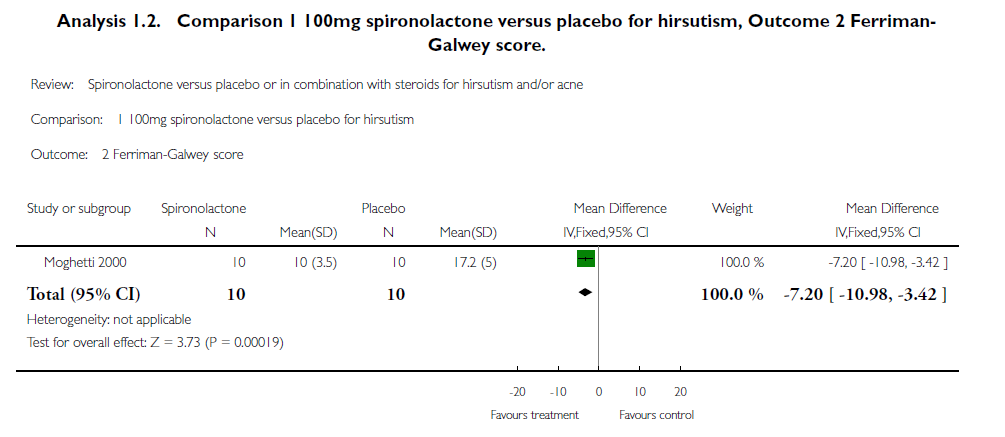 Analysis 1.2. Comparison 1 100mg spironolactone versus placebo for hirsutism, Outcome 2 Ferriman-
Galwey score.
Review: Spironolactone versus placebo or in combination with steroids for hirsutism and/or acne
Comparison: 1 100mg spironolactone versus placebo for hirsutism
Outcome: 2 Ferriman-Galwey score
Study or subgroup Spironolactone Placebo Mean Difference Weight Mean Difference
N Mean(SD) N Mean(SD) IV,Fixed,95% CI IV,Fixed,95% CI
Moghetti 2000 10 10 (3.5) 10 17.2 (5) 100.0 % -7.20 [ -10.98, -3.42 ]
Total (95% CI) 10 10 100.0 % -7.20 [ -10.98, -3.42 ]
Heterogeneity: not applicable
Test for overall effect: Z = 3.73 (P = 0.00019)
-20 -10 0 10 20
Favours treatment Favours control